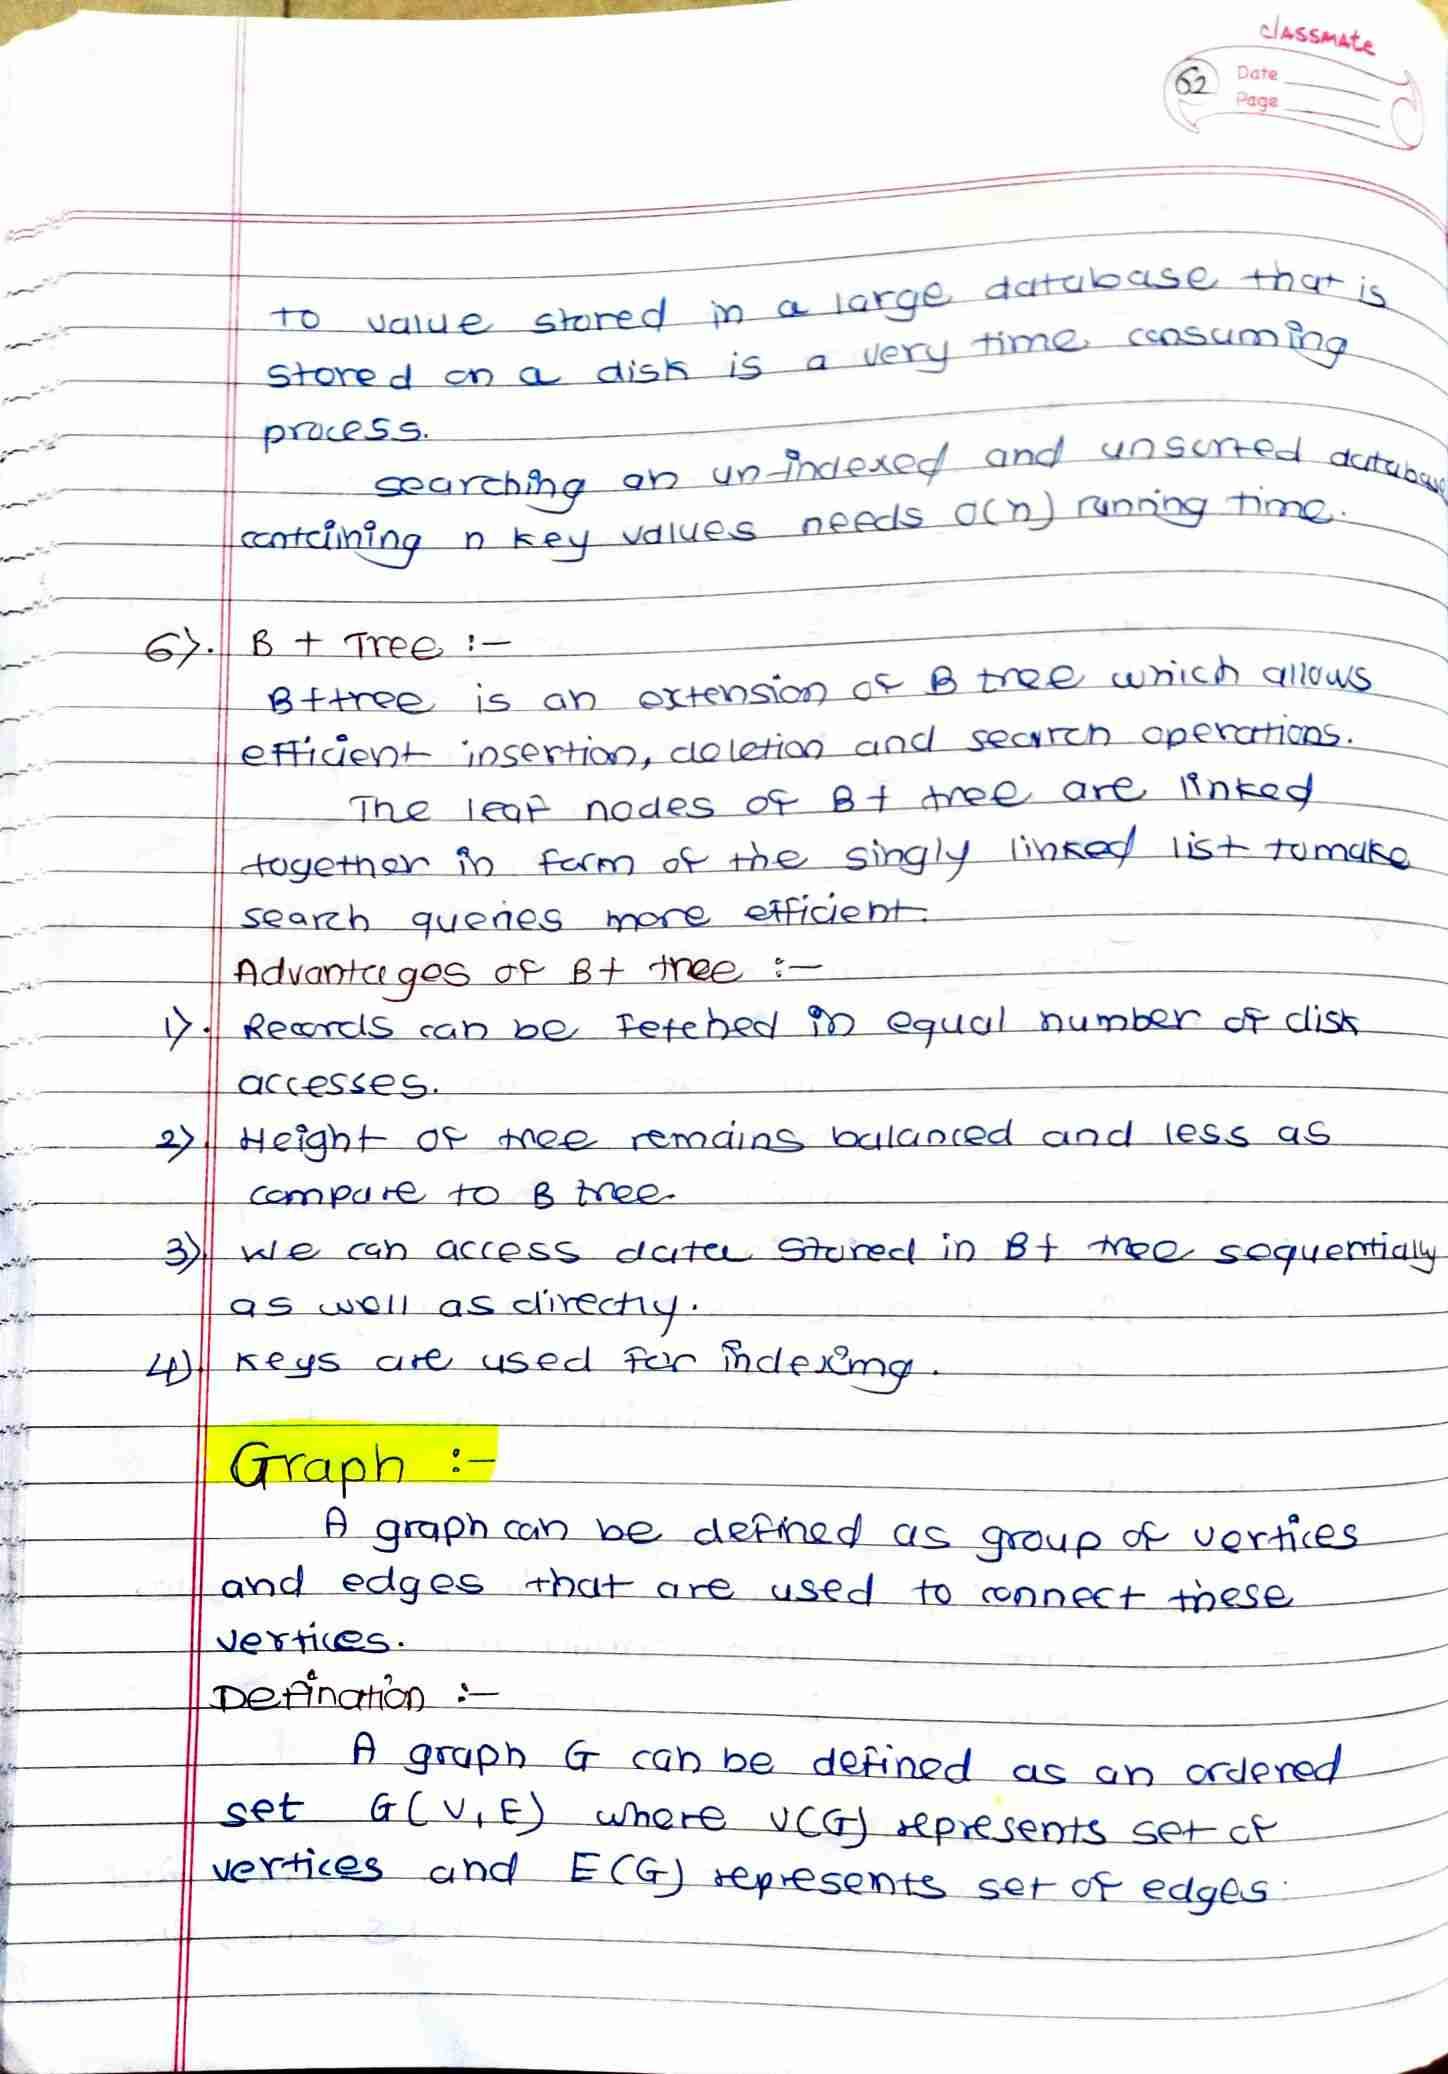 classmate
62
Date
Page
to value stored in a large database that is
stored on a disk is a very time consuming
process.
searching an un-indexed and unsorted database
containing n key values needs O(n) running time.
6). B + Tree :-
B+tree is an extension of B tree which allows
efficient insertion, deletion and search operations.
The leaf nodes of B+ tree are linked
together in form of the singly linked list to make
search queries more efficient.
Advantages of B+ tree :-
1). Records can be fetched in equal number of disk
accesses.
2) Height of tree remains balanced and less as
compare to B tree.
3) We can access data stored in B+ tree sequentially
as well as directly.
4) Keys are used for indexing.
Graph :-
A graph can be defined as group of vertices
and edges that are used to connect these
vertices.
Defination :-
A graph G can be defined as an ordered
set G(V,E) where V(G) represents set of
vertices and E(G) represents set of edges.